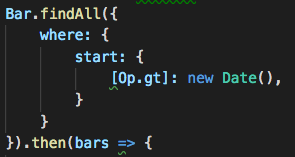 Bar.findAll({
    where: {
        start: {
            [Op.gt]: new Date(),
        }
    }
}).then(bars => {